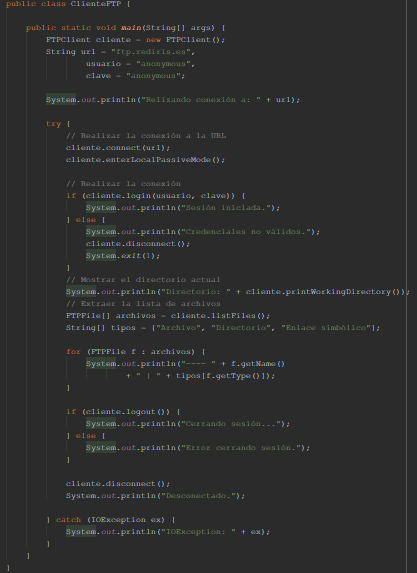 public class ClienteFTP {
public static void main(String[] args) {
FTPClient cliente = new FTPClient();
String url = "ftp.rediris.es",
usuario = "anonymous",
clave = "anonymous";
System.out.println("Relizando conexión a: " + url);
try {
// Realizar la conexión a la URL
cliente.connect(url);
cliente.enterLocalPassiveMode();
// Realizar la conexión
if (cliente.login(usuario, clave)) {
System.out.println("Sesión iniciada.");
} else {
System.out.println("Credenciales no válidos.");
cliente.disconnect();
System.exit(1);
}
// Mostrar el directorio actual
System.out.println("Directorio: " + cliente.printWorkingDirectory());
// Extraer la lista de archivos
FTPFile[] archivos = cliente.listFiles();
String[] tipos = {"Archivo", "Directorio", "Enlace simbólico"};
for (FTPFile f : archivos) {
System.out.println("---- " + f.getName()
+ " | " + tipos[f.getType()]);
}
if (cliente.logout()) {
System.out.println("Cerrando sesión...");
} else {
System.out.println("Error cerrando sesión.");
}
cliente.disconnect();
System.out.println("Desconectado.");
} catch (IOException ex) {
System.out.println("IOException: " + ex);
}
}
}